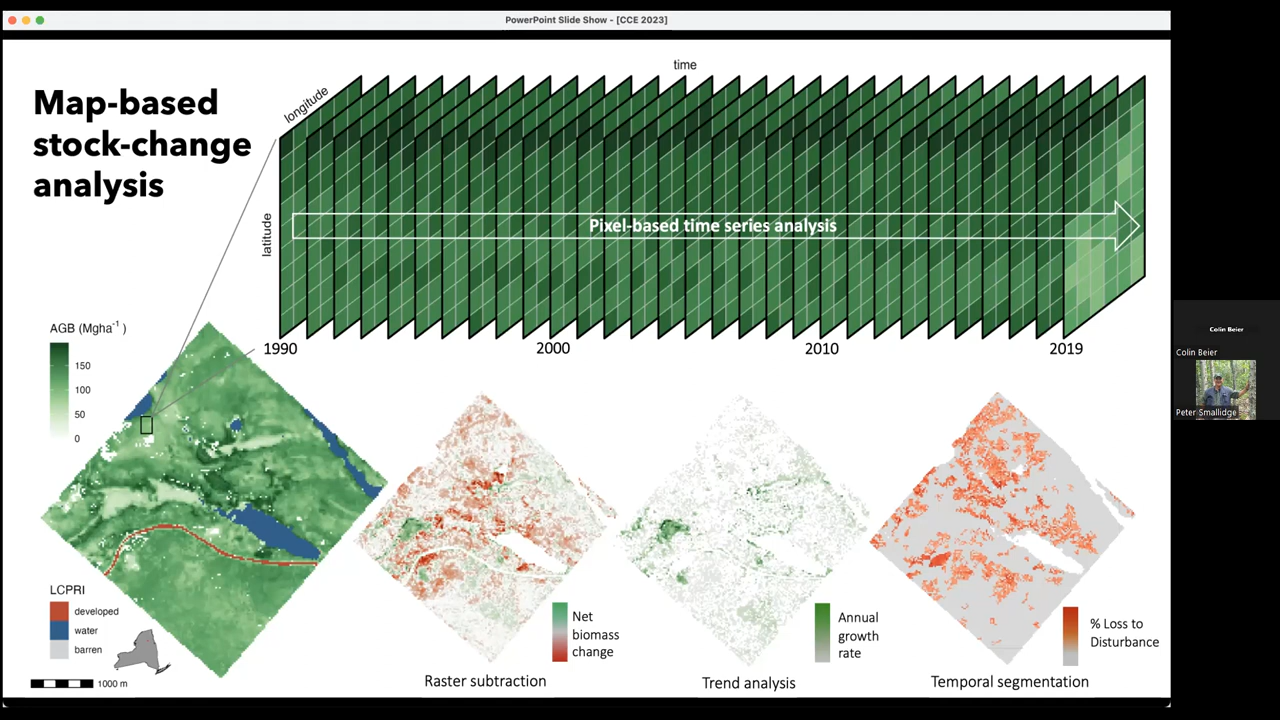 PowerPoint Slide Show - [CCE 2023]
Map-based
stock-change
analysis
time
longitude
latitude
Pixel-based time series analysis
1990
2000
2010
2019
AGB (Mgha⁻¹)
150
100
50
0
LCPRI
developed
water
barren
1000 m
Net
biomass
change
Raster subtraction
Annual
growth
rate
Trend analysis
% Loss to
Disturbance
Temporal segmentation
Colin Beier
Colin Beier
Peter Smallidge